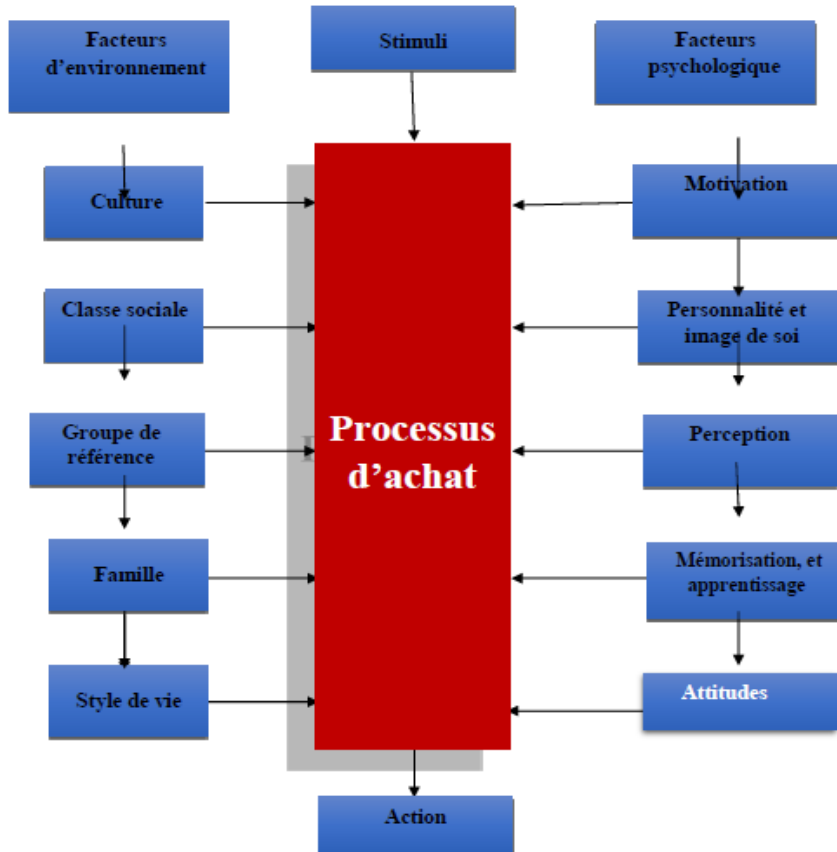 Facteurs
d'environnement
Stimuli
Facteurs
psychologique
Culture
Motivation
Classe sociale
Personnalité et
image de soi
Groupe de
référence
Processus
d'achat
Perception
Famille
Mémorisation, et
apprentissage
Style de vie
Attitudes
Action